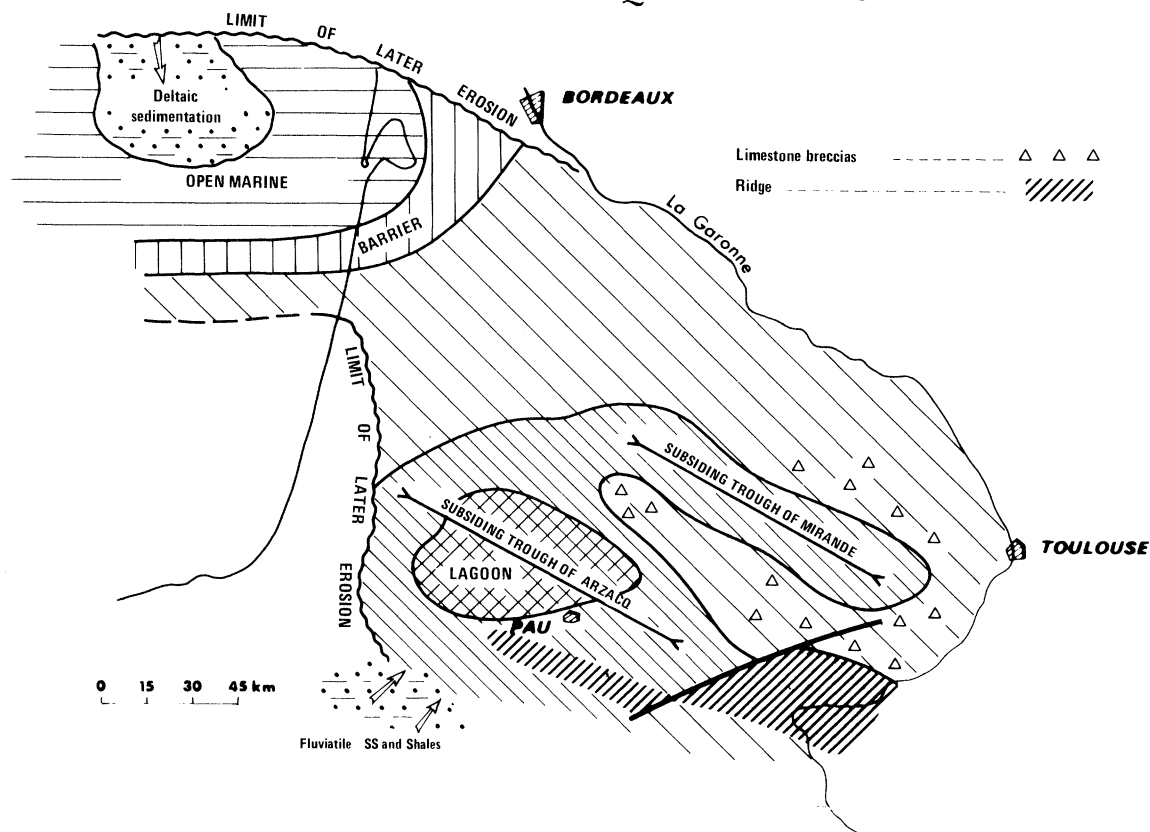 LIMIT OF LATER EROSION
BORDEAUX
Deltaic
sedimentation
OPEN MARINE
Limestone breccias
Ridge
La Garonne
BARRIER
LIMIT OF LATER EROSION
SUBSIDING TROUGH OF MIRANDE
SUBSIDING TROUGH OF ARZACQ
LAGOON
TOULOUSE
PAU
0 15 30 45 km
Fluviatile SS and Shales